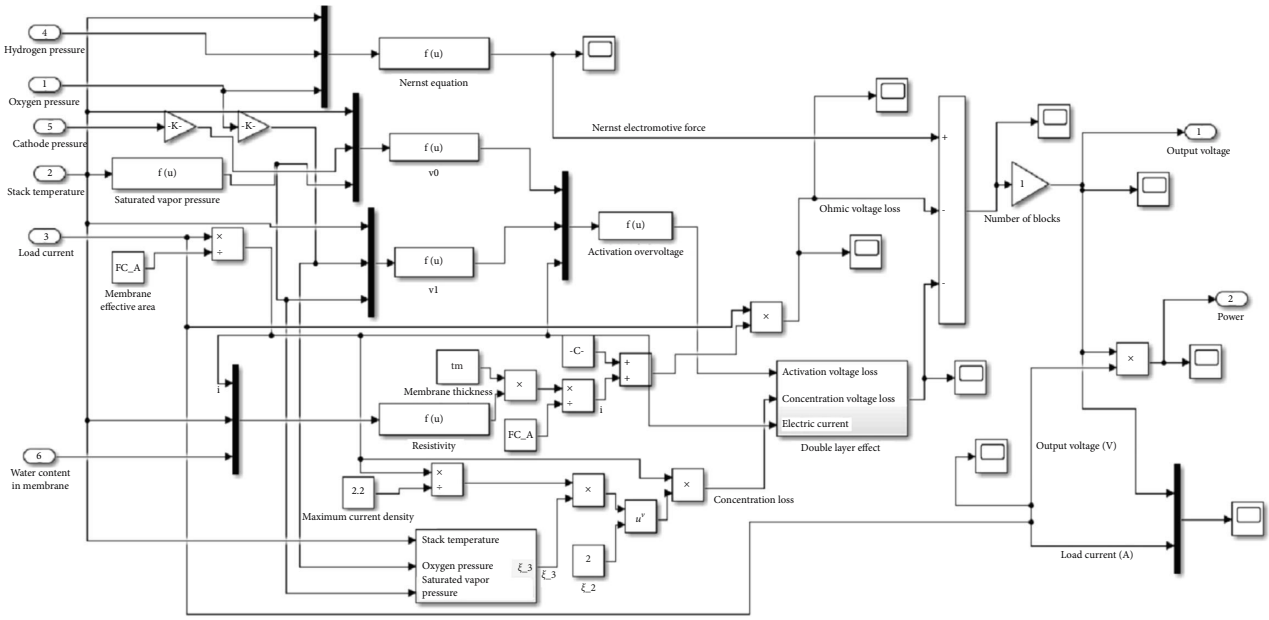 4
Hydrogen pressure
f (u)
Nernst equation
1
Oxygen pressure
5
Cathode pressure
-K-
-K-
Nernst electromotive force
+
1
Output voltage
f (u)
v0
2
Stack temperature
f (u)
Saturated vapor pressure
1
Number of blocks
-
Ohmic voltage loss
3
Load current
×
÷
FC_A
Membrane
effective area
f (u)
v1
f (u)
Activation overvoltage
-
2
Power
×
×
-C-
+
+
tm
Membrane thickness
×
×
÷
i
i
FC_A
f (u)
Resistivity
Activation voltage loss
Concentration voltage loss
Electric current
Double layer effect
6
Water content
in membrane
Output voltage (V)
2.2
Maximum current density
×
÷
×
×
Concentration loss
uᵛ
2
ξ_2
Stack temperature
Oxygen pressure
Saturated vapor
pressure
ξ_3
ξ_3
Load current (A)